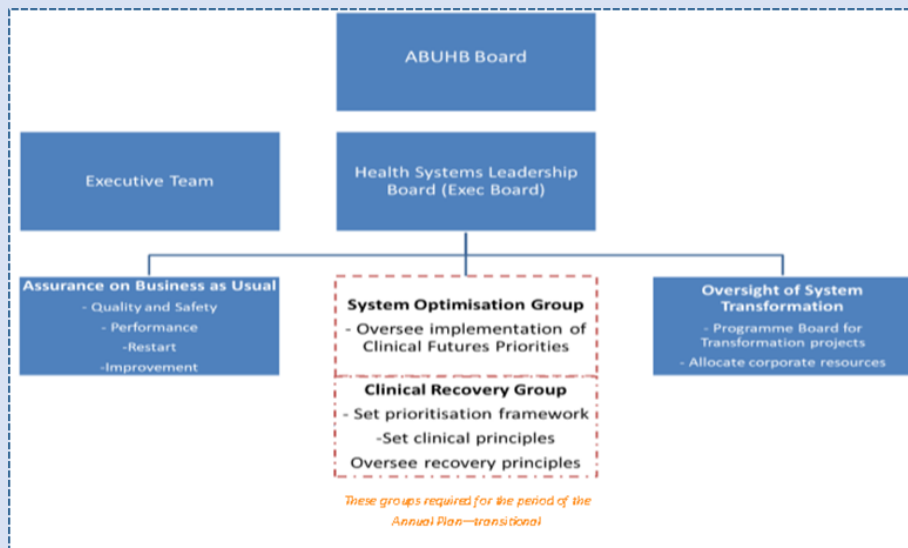 ABUHB Board
Executive Team
Health Systems Leadership
Board (Exec Board)
Assurance on Business as Usual
- Quality and Safety
- Performance
-Restart
-Improvement
System Optimisation Group
- Oversee implementation of
Clinical Futures Priorities
Clinical Recovery Group
- Set prioritisation framework
-Set clinical principles
Oversee recovery principles
Oversight of System
Transformation
- Programme Board for
Transformation projects
- Allocate corporate resources
These groups required for the period of the
Annual Plan—transitional